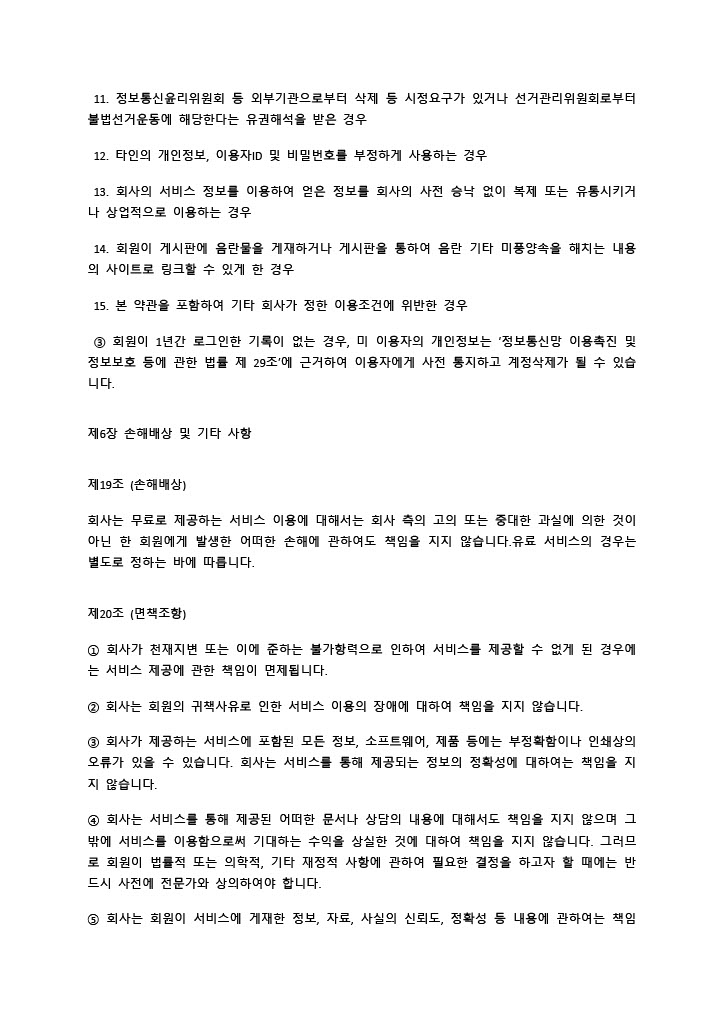 11. 정보통신윤리위원회 등 외부기관으로부터 삭제 등 시정요구가 있거나 선거관리위원회로부터
불법선거운동에 해당한다는 유권해석을 받은 경우
12. 타인의 개인정보, 이용자ID 및 비밀번호를 부정하게 사용하는 경우
13. 회사의 서비스 정보를 이용하여 얻은 정보를 회사의 사전 승낙 없이 복제 또는 유통시키거
나 상업적으로 이용하는 경우
14. 회원이 게시판에 음란물을 게재하거나 게시판을 통하여 음란 기타 미풍양속을 해치는 내용
의 사이트로 링크할 수 있게 한 경우
15. 본 약관을 포함하여 기타 회사가 정한 이용조건에 위반한 경우
③ 회원이 1년간 로그인한 기록이 없는 경우, 미 이용자의 개인정보는 '정보통신망 이용촉진 및
정보보호 등에 관한 법률 제 29조'에 근거하여 이용자에게 사전 통지하고 계정삭제가 될 수 있습
니다.
제6장 손해배상 및 기타 사항
제19조 (손해배상)
회사는 무료로 제공하는 서비스 이용에 대해서는 회사 측의 고의 또는 중대한 과실에 의한 것이
아닌 한 회원에게 발생한 어떠한 손해에 관하여도 책임을 지지 않습니다.유료 서비스의 경우는
별도로 정하는 바에 따릅니다.
제20조 (면책조항)
① 회사가 천재지변 또는 이에 준하는 불가항력으로 인하여 서비스를 제공할 수 없게 된 경우에
는 서비스 제공에 관한 책임이 면제됩니다.
② 회사는 회원의 귀책사유로 인한 서비스 이용의 장애에 대하여 책임을 지지 않습니다.
③ 회사가 제공하는 서비스에 포함된 모든 정보, 소프트웨어, 제품 등에는 부정확함이나 인쇄상의
오류가 있을 수 있습니다. 회사는 서비스를 통해 제공되는 정보의 정확성에 대하여는 책임을 지
지 않습니다.
④ 회사는 서비스를 통해 제공된 어떠한 문서나 상담의 내용에 대해서도 책임을 지지 않으며 그
밖에 서비스를 이용함으로써 기대하는 수익을 상실한 것에 대하여 책임을 지지 않습니다. 그러므
로 회원이 법률적 또는 의학적, 기타 재정적 사항에 관하여 필요한 결정을 하고자 할 때에는 반
드시 사전에 전문가와 상의하여야 합니다.
⑤ 회사는 회원이 서비스에 게재한 정보, 자료, 사실의 신뢰도, 정확성 등 내용에 관하여는 책임